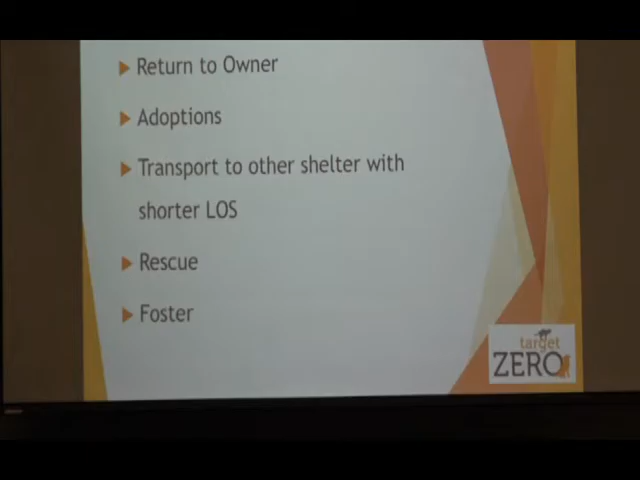 Return to Owner
Adoptions
Transport to other shelter with
shorter LOS
Rescue
Foster
target
ZERO